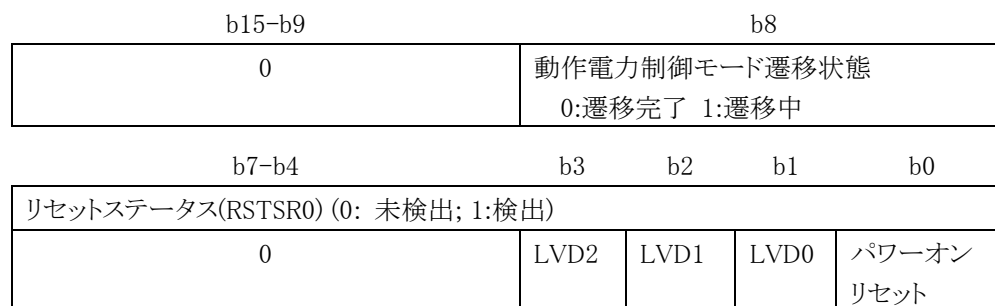 b15-b9 b8
0 動作電力制御モード遷移状態
0:遷移完了 1:遷移中
b7-b4 b3 b2 b1 b0
リセットステータス(RSTSR0) (0: 未検出; 1:検出)
0 LVD2 LVD1 LVD0 パワーオン
リセット